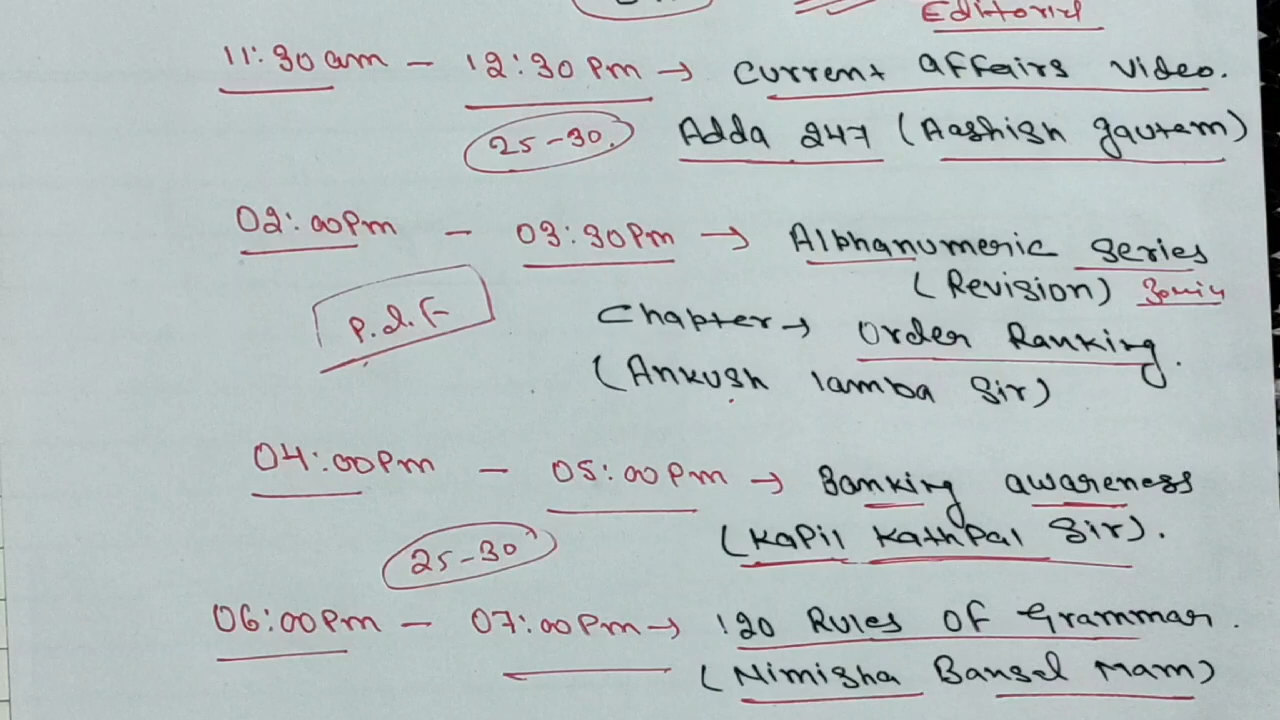 Editorial
11:30 am – 12:30 Pm → Current Affairs Video.
25-30 Adda 247 (Aashish Gautam)
02:00Pm – 03:30Pm → Alphanumeric Series
(Revision)
P.d.F Chapter → Order Ranking.
(Ankush lamba Sir)
04:00Pm – 05:00Pm → Banking awareness
25-30 (Kapil Kathpal Sir).
06:00Pm – 07:00Pm → 120 Rules OF Grammar.
(Nimisha Bansal Mam)